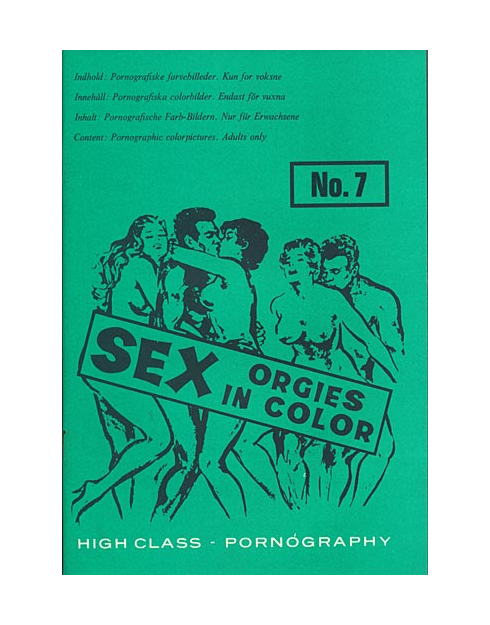 Indhold: Pornografiske farvebilleder. Kun for voksne
Innehåll: Pornografiska colorbilder. Endast för vuxna
Inhalt: Pornografische Farb-Bildern. Nur für Erwachsene
Content: Pornographic colorpictures. Adults only
No. 7
SEX ORGIES
IN COLOR
HIGH CLASS - PORNÓGRAPHY